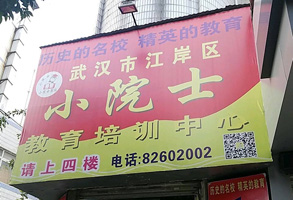 历史的名校 精英的教育
武汉市江岸区
小院士
教育培训中心
请上四楼 电话:82602002
历史的名校 精英的教育